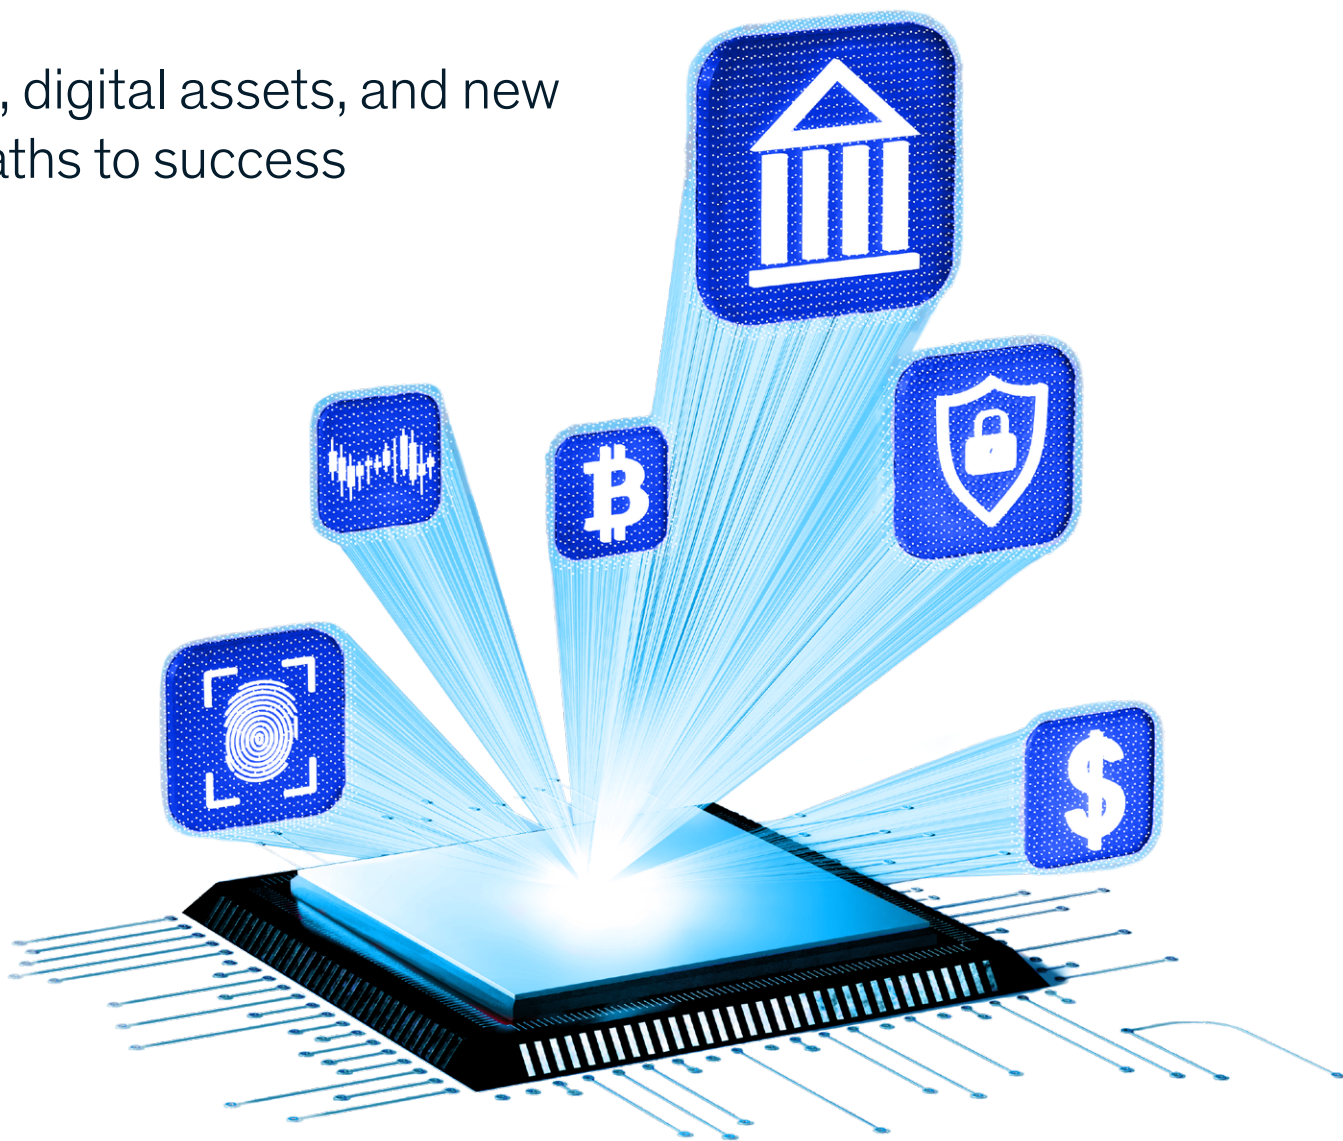 , digital assets, and new
aths to success